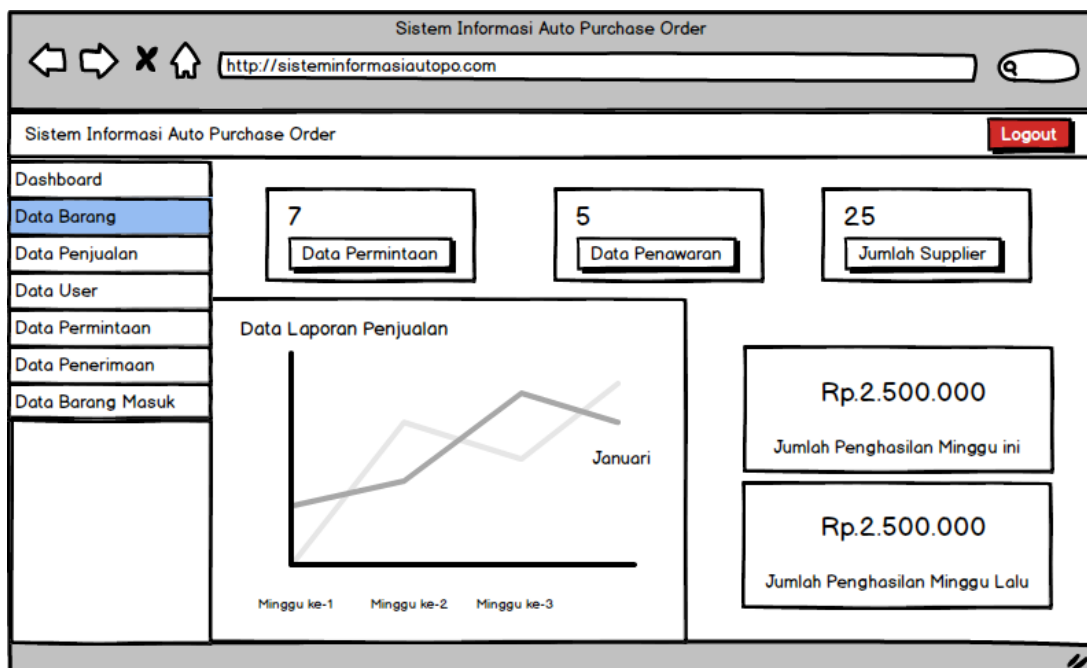 Sistem Informasi Auto Purchase Order
http://sisteminformasiautopo.com
Sistem Informasi Auto Purchase Order
Logout
Dashboard
Data Barang
Data Penjualan
Data User
Data Permintaan
Data Penerimaan
Data Barang Masuk
7
Data Permintaan
5
Data Penawaran
25
Jumlah Supplier
Data Laporan Penjualan
Januari
Minggu ke-1 Minggu ke-2 Minggu ke-3
Rp.2.500.000
Jumlah Penghasilan Minggu ini
Rp.2.500.000
Jumlah Penghasilan Minggu Lalu